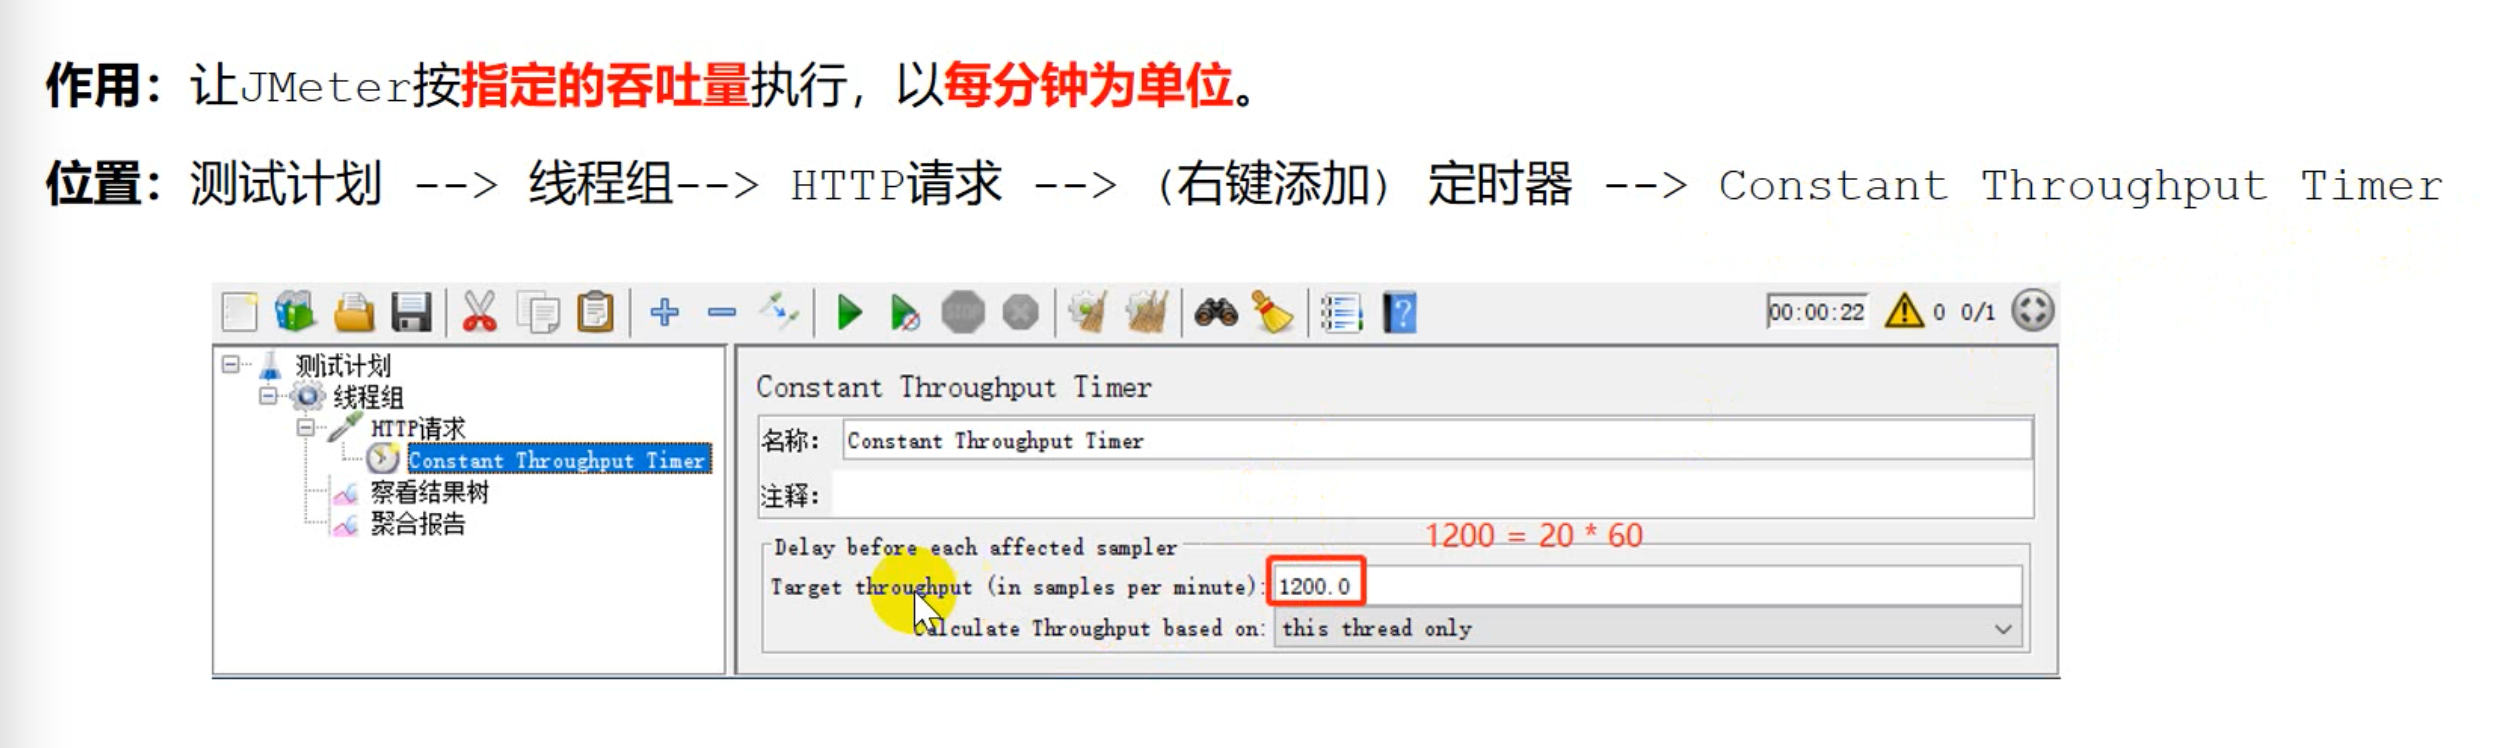 作用：让JMeter按指定的吞吐量执行，以每分钟为单位。
位置：测试计划 --> 线程组--> HTTP请求 --> （右键添加） 定时器 --> Constant Throughput Timer
STOP
00:00:22 0 0/1
测试计划
线程组
HTTP请求
Constant Throughput Timer
察看结果树
聚合报告
Constant Throughput Timer
名称： Constant Throughput Timer
注释：
1200 = 20 * 60
Delay before each affected sampler
Target throughput (in samples per minute): 1200.0
Calculate Throughput based on: this thread only